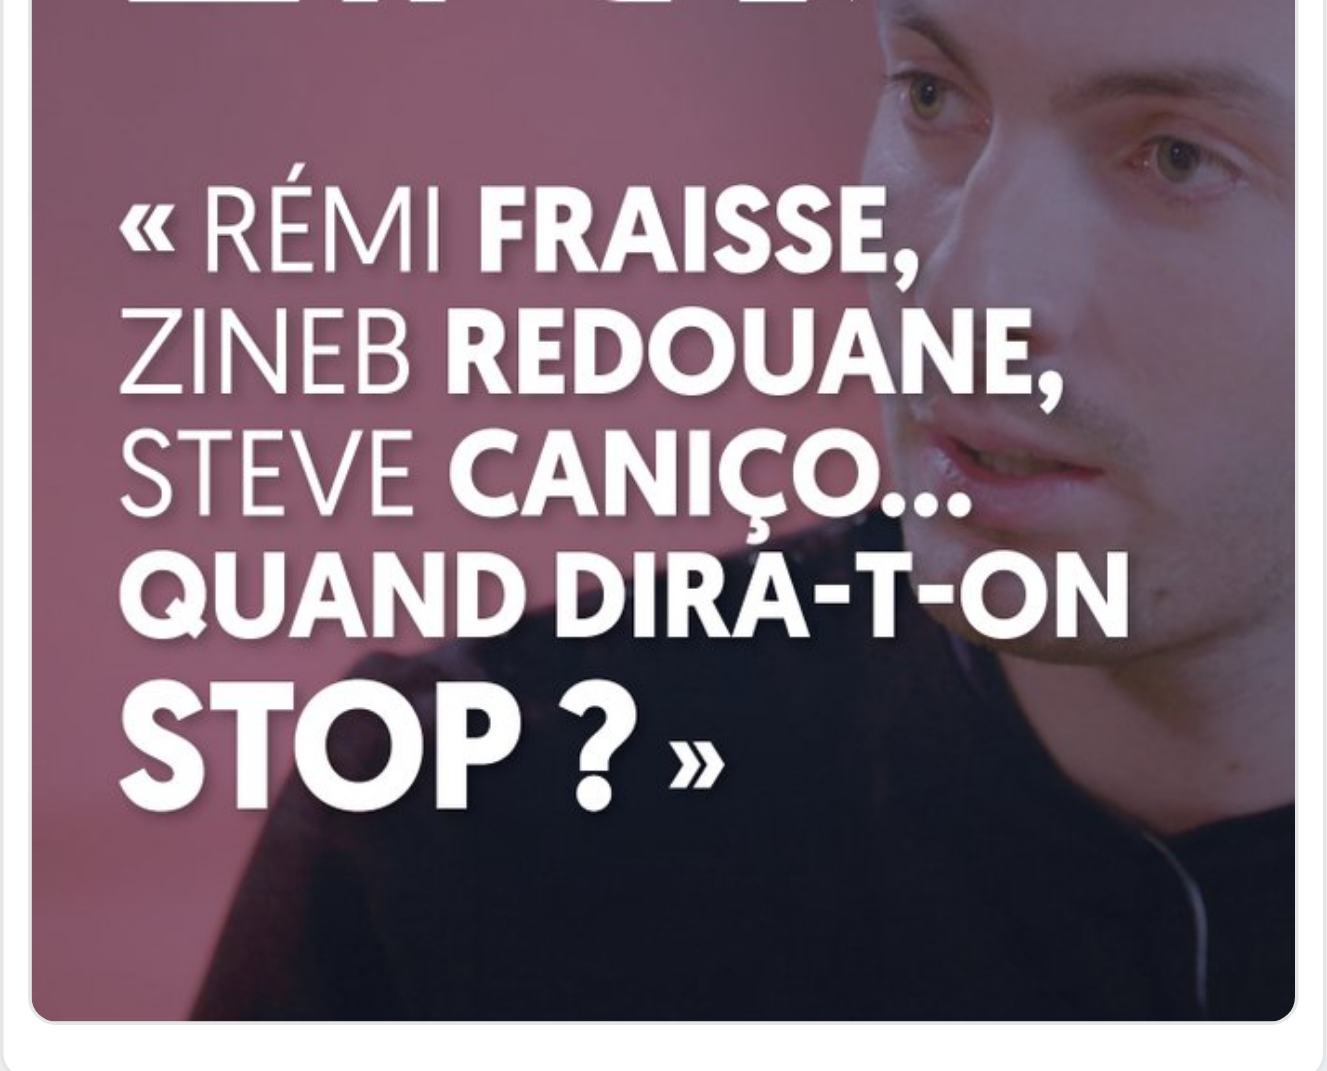 « RÉMI FRAISSE,
ZINEB REDOUANE,
STEVE CANIÇO...
QUAND DIRA-T-ON
STOP ? »